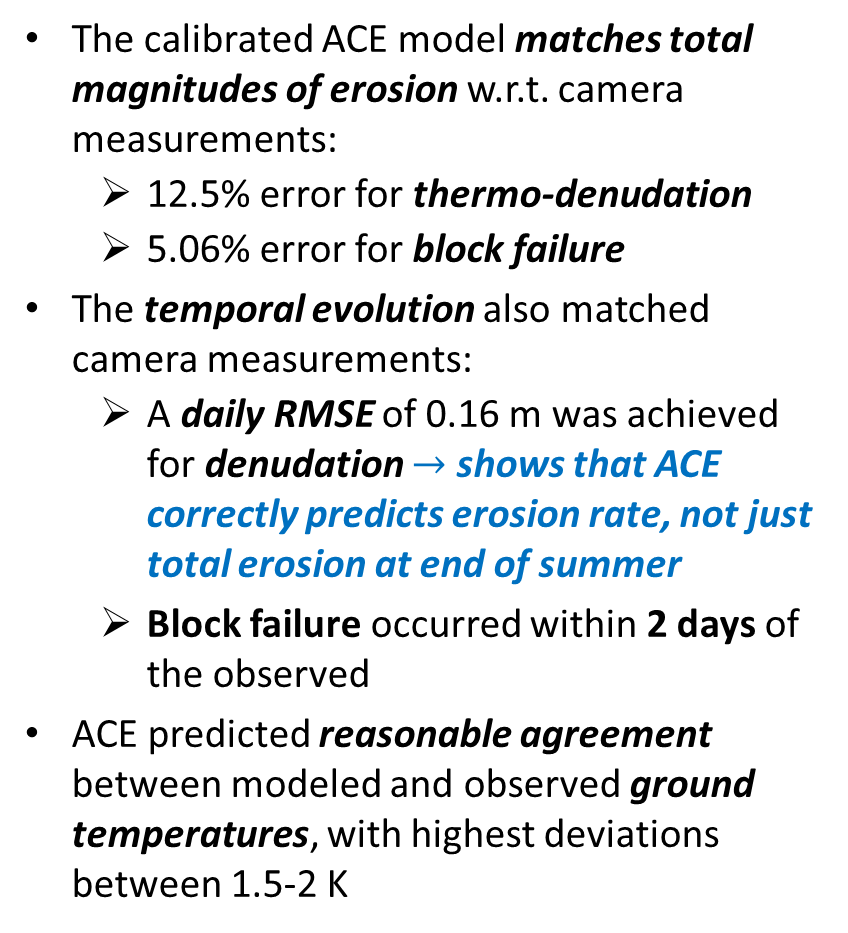 • The calibrated ACE model matches total
magnitudes of erosion w.r.t. camera
measurements:
➢ 12.5% error for thermo-denudation
➢ 5.06% error for block failure
• The temporal evolution also matched
camera measurements:
➢ A daily RMSE of 0.16 m was achieved
for denudation → shows that ACE
correctly predicts erosion rate, not just
total erosion at end of summer
➢ Block failure occurred within 2 days of
the observed
• ACE predicted reasonable agreement
between modeled and observed ground
temperatures, with highest deviations
between 1.5-2 K